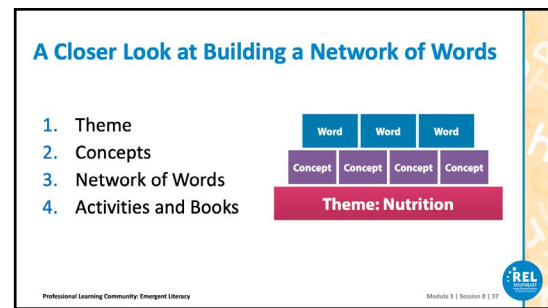 A Closer Look at Building a Network of Words
1. Theme
2. Concepts
3. Network of Words
4. Activities and Books
Word Word Word
Concept Concept Concept Concept
Theme: Nutrition
Professional Learning Community: Emergent Literacy
Module 3 | Session 8 | 37
REL
SOUTHEAST